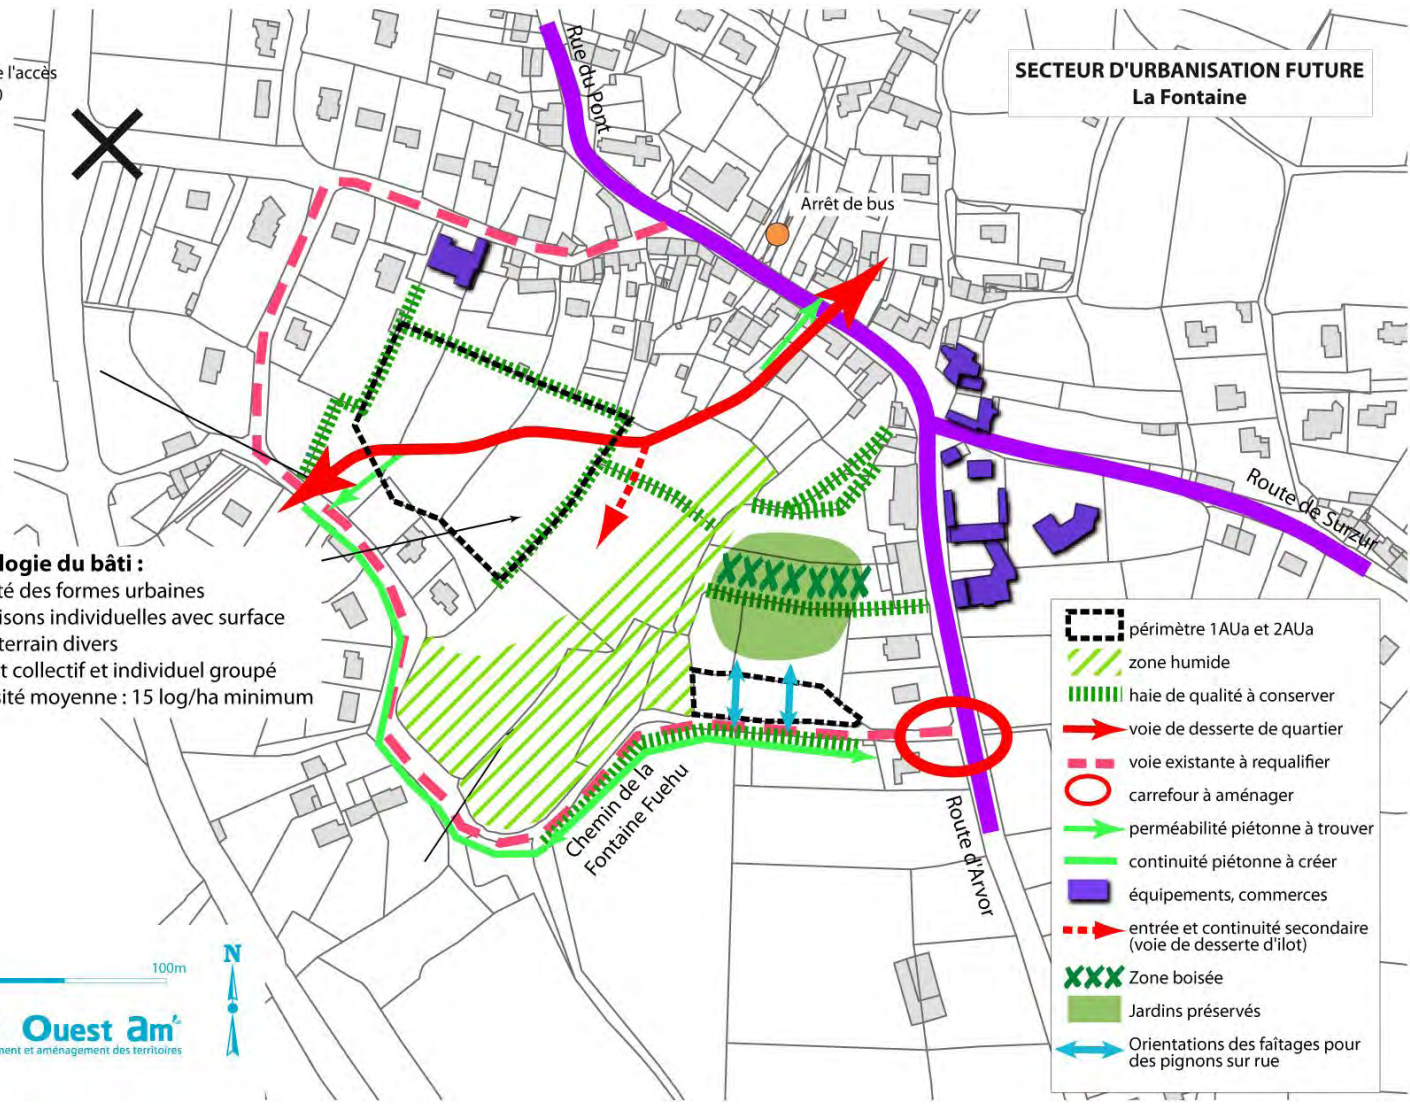 SECTEUR D'URBANISATION FUTURE
La Fontaine
l'accès
Rue du Pont
Arrêt de bus
Route de Surzur
logie du bâti :
té des formes urbaines
isons individuelles avec surface
terrain divers
t collectif et individuel groupé
sité moyenne : 15 log/ha minimum
Chemin de la
Fontaine Fuehu
Route d'Arvor
périmètre 1AUa et 2AUa
zone humide
haie de qualité à conserver
voie de desserte de quartier
voie existante à requalifier
carrefour à aménager
perméabilité piétonne à trouver
continuité piétonne à créer
équipements, commerces
entrée et continuité secondaire
(voie de desserte d'ilot)
Zone boisée
Jardins préservés
Orientations des faîtages pour
des pignons sur rue
100m
N
Ouest am'
ment et aménagement des territoires